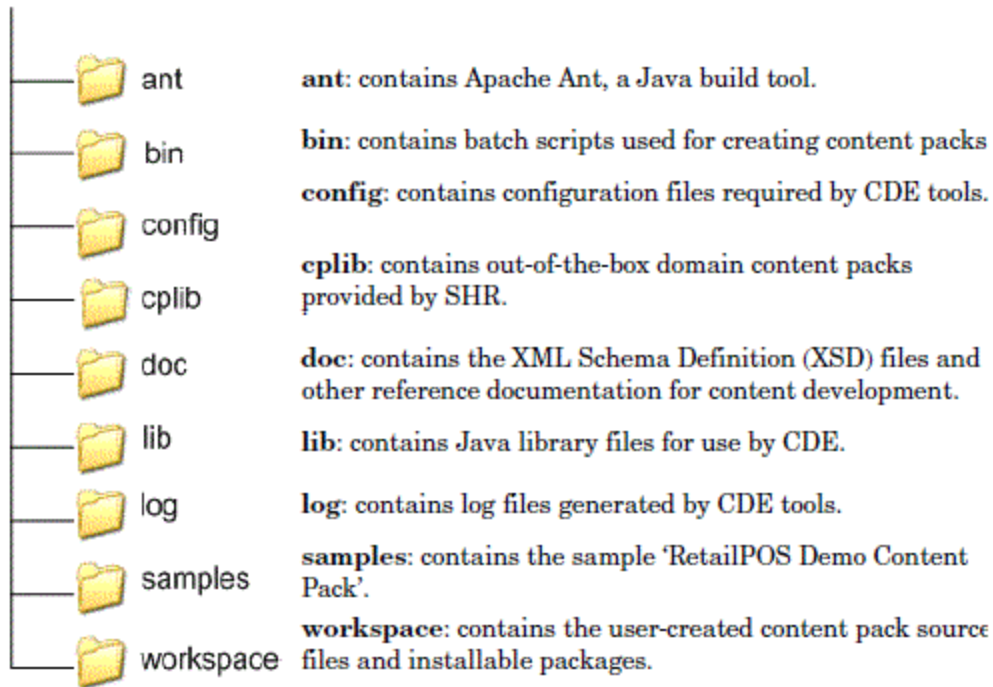 ant ant: contains Apache Ant, a Java build tool.
bin bin: contains batch scripts used for creating content packs
config config: contains configuration files required by CDE tools.
cplib cplib: contains out-of-the-box domain content packs
provided by SHR.
doc doc: contains the XML Schema Definition (XSD) files and
other reference documentation for content development.
lib lib: contains Java library files for use by CDE.
log log: contains log files generated by CDE tools.
samples samples: contains the sample ‘RetailPOS Demo Content
Pack’.
workspace workspace: contains the user-created content pack source
files and installable packages.